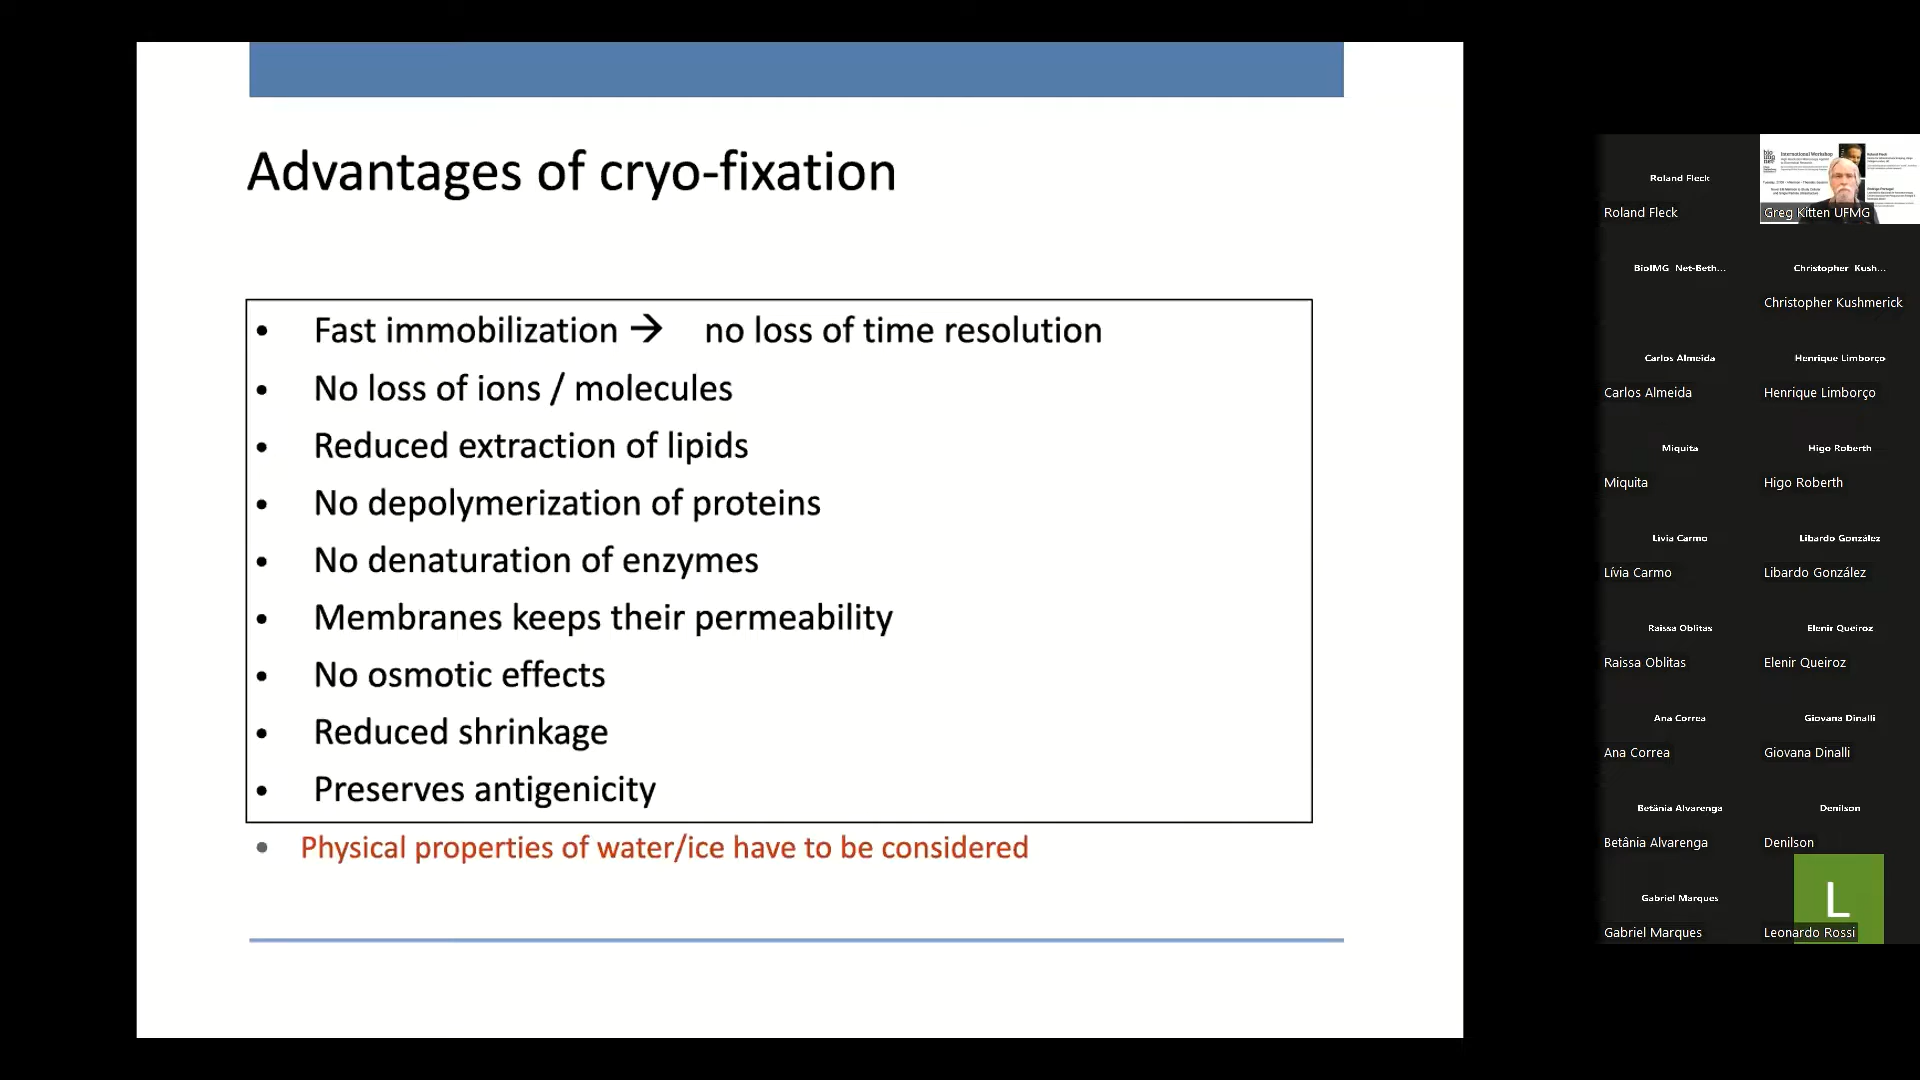 Advantages of cryo-fixation
• Fast immobilization → no loss of time resolution
• No loss of ions / molecules
• Reduced extraction of lipids
• No depolymerization of proteins
• No denaturation of enzymes
• Membranes keeps their permeability
• No osmotic effects
• Reduced shrinkage
• Preserves antigenicity
• Physical properties of water/ice have to be considered
Roland Fleck
Roland Fleck
International Workshop
Greg Kitten UFMG
BioIMG Net-Beth...
Christopher Kush...
Christopher Kushmerick
Carlos Almeida
Carlos Almeida
Henrique Limborço
Henrique Limborço
Miquita
Miquita
Higo Roberth
Higo Roberth
Lívia Carmo
Lívia Carmo
Libardo González
Libardo González
Raissa Oblitas
Raissa Oblitas
Elenir Queiroz
Elenir Queiroz
Ana Correa
Ana Correa
Giovana Dinalli
Giovana Dinalli
Betânia Alvarenga
Betânia Alvarenga
Denilson
Denilson
Gabriel Marques
Gabriel Marques
L
Leonardo Rossi